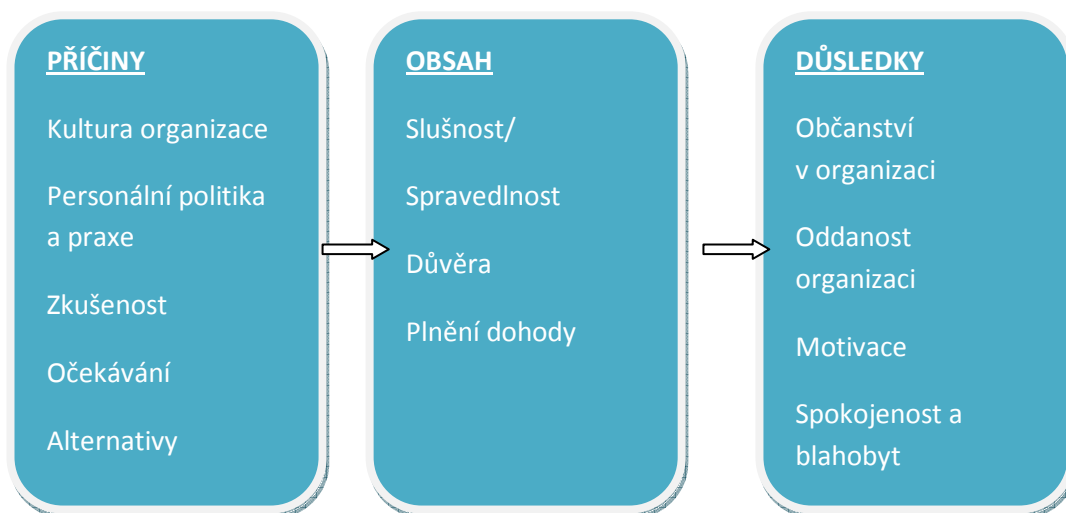 PŘÍČINY
Kultura organizace
Personální politika
a praxe
Zkušenost
Očekávání
Alternativy
OBSAH
Slušnost/
Spravedlnost
Důvěra
Plnění dohody
DŮSLEDKY
Občanství
v organizaci
Oddanost
organizaci
Motivace
Spokojenost a
blahobyt